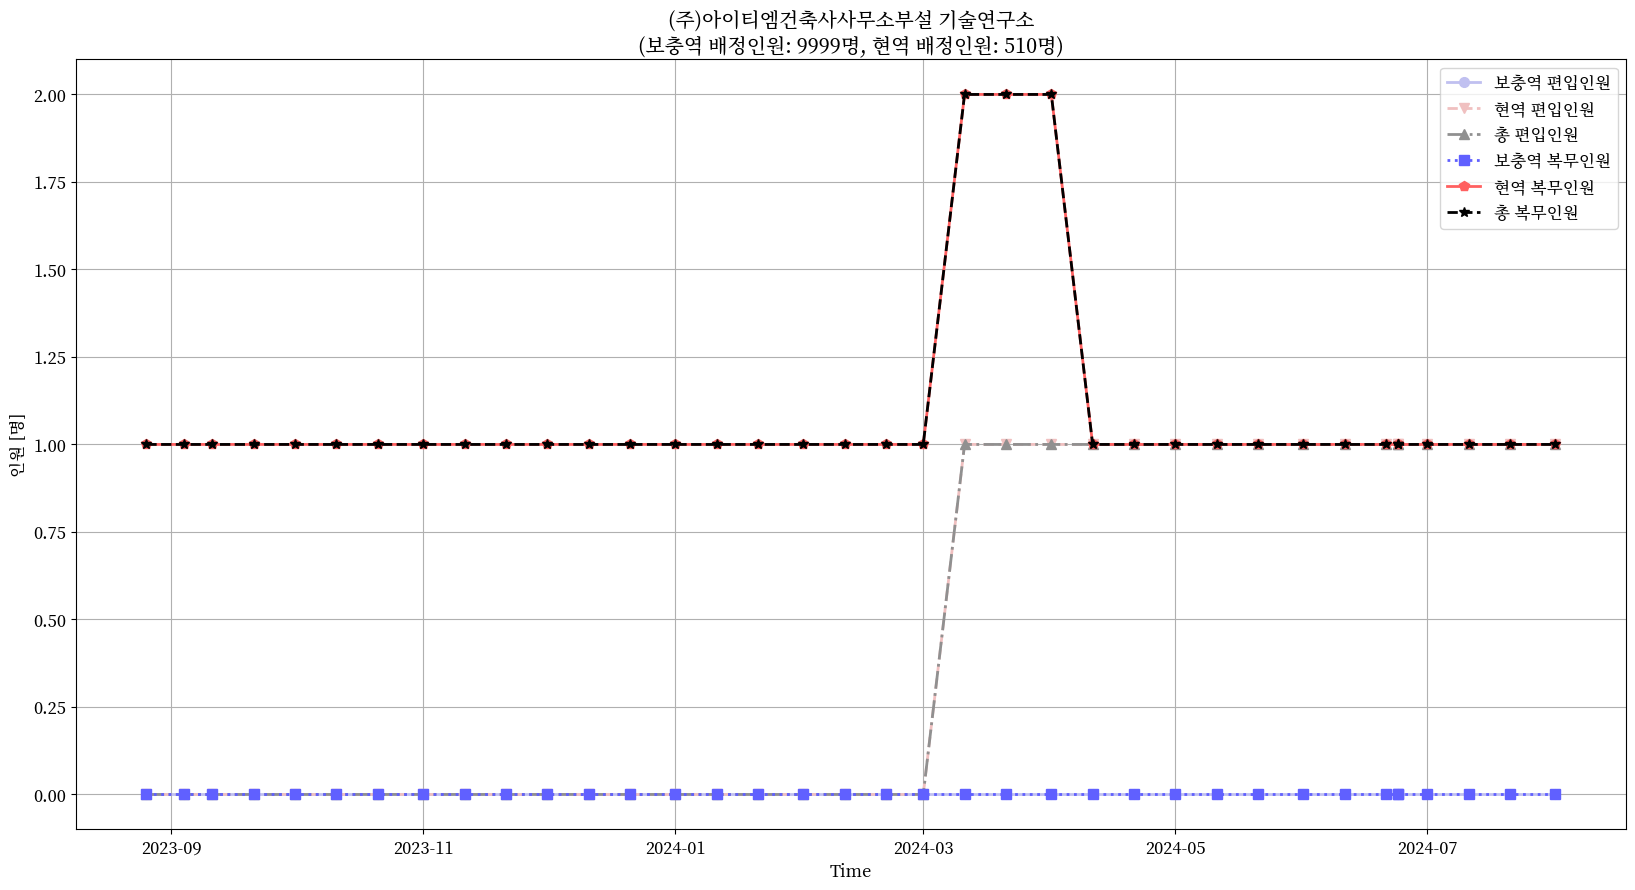 (주)아이티엠건축사사무소부설 기술연구소
(보충역 배정인원: 9999명, 현역 배정인원: 510명)
보충역 편입인원
현역 편입인원
총 편입인원
보충역 복무인원
현역 복무인원
총 복무인원
2.00
1.75
1.50
1.25
1.00
0.75
0.50
0.25
0.00
인원 [명]
2023-09
2023-11
2024-01
2024-03
2024-05
2024-07
Time